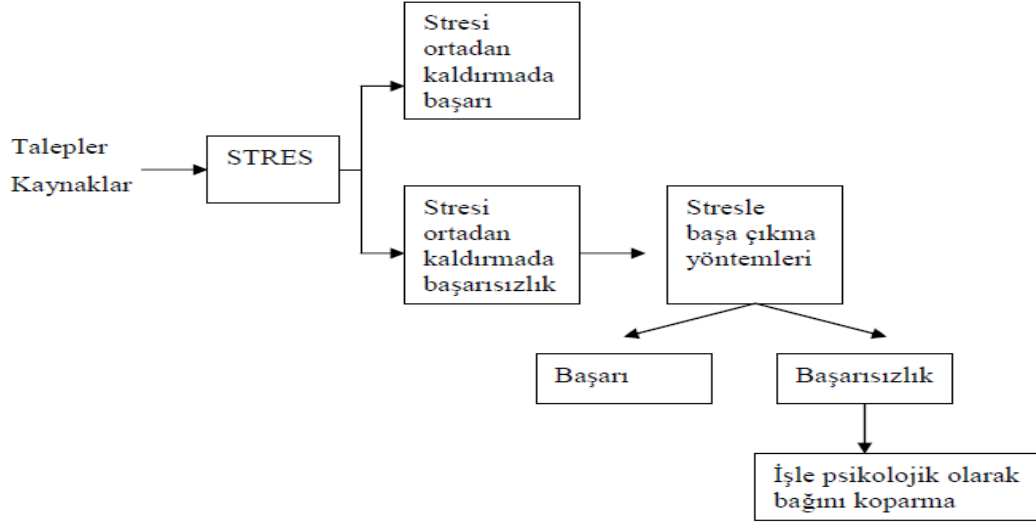 Stresi
ortadan
kaldırmada
başarı
Talepler
Kaynaklar
STRES
Stresi
ortadan
kaldırmada
başarısızlık
Stresle
başa çıkma
yöntemleri
Başarı
Başarısızlık
İşle psikolojik olarak
bağını koparma